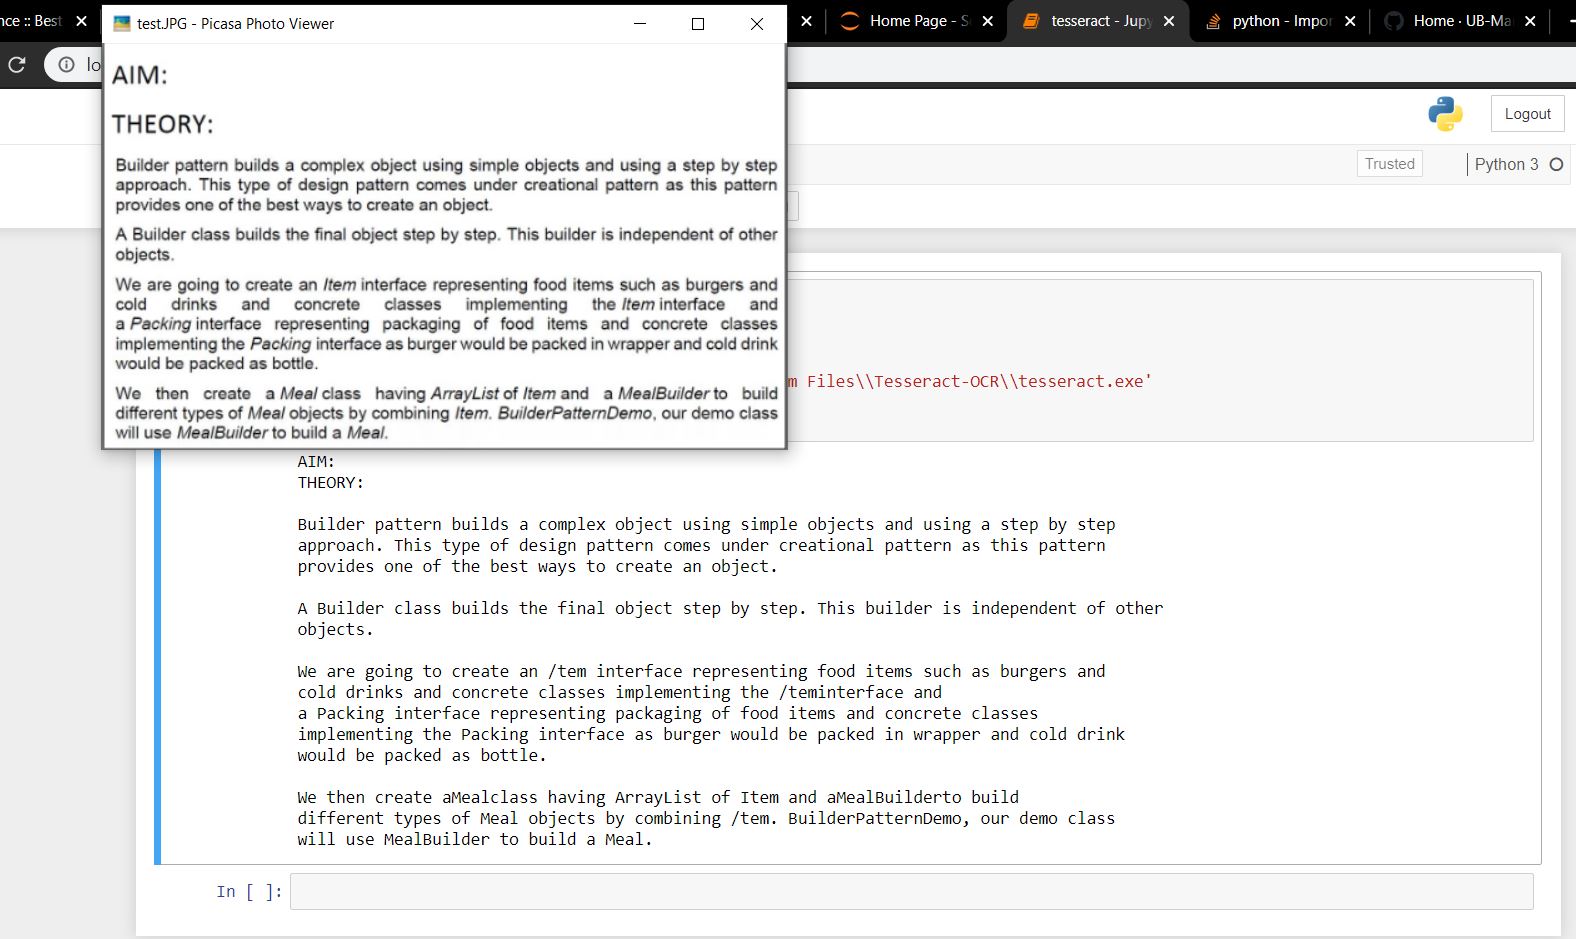 nce :: Best
Home Page - S
tesseract - Jupy
python - Impor
Home · UB-Ma
lo
test.JPG - Picasa Photo Viewer
AIM:
THEORY:
Builder pattern builds a complex object using simple objects and using a step by step
approach. This type of design pattern comes under creational pattern as this pattern
provides one of the best ways to create an object.
A Builder class builds the final object step by step. This builder is independent of other
objects.
We are going to create an Item interface representing food items such as burgers and
cold drinks and concrete classes implementing the Item interface and
a Packing interface representing packaging of food items and concrete classes
implementing the Packing interface as burger would be packed in wrapper and cold drink
would be packed as bottle.
We then create a Meal class having ArrayList of Item and a MealBuilder to build
different types of Meal objects by combining Item. BuilderPatternDemo, our demo class
will use MealBuilder to build a Meal.
Logout
Trusted
Python 3
m Files\\Tesseract-OCR\\tesseract.exe'
AIM:
THEORY:
Builder pattern builds a complex object using simple objects and using a step by step
approach. This type of design pattern comes under creational pattern as this pattern
provides one of the best ways to create an object.
A Builder class builds the final object step by step. This builder is independent of other
objects.
We are going to create an /tem interface representing food items such as burgers and
cold drinks and concrete classes implementing the /teminterface and
a Packing interface representing packaging of food items and concrete classes
implementing the Packing interface as burger would be packed in wrapper and cold drink
would be packed as bottle.
We then create aMealclass having ArrayList of Item and aMealBuilderto build
different types of Meal objects by combining /tem. BuilderPatternDemo, our demo class
will use MealBuilder to build a Meal.
In [ ]: